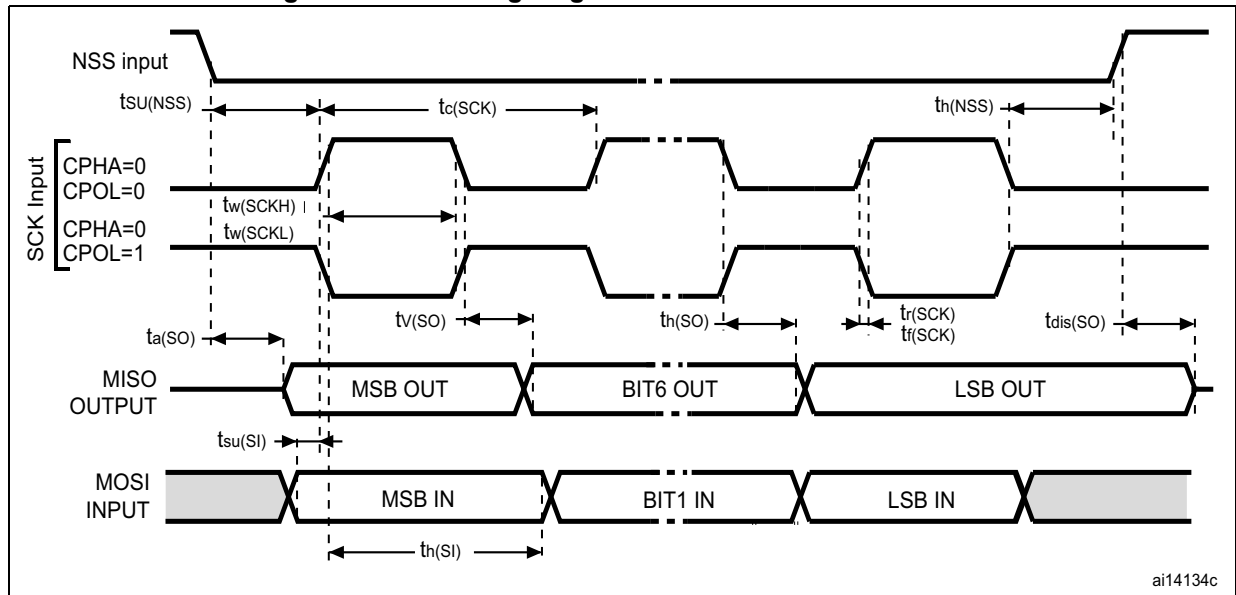 NSS input
tSU(NSS)
tc(SCK)
th(NSS)
SCK Input
CPHA=0
CPOL=0
tw(SCKH)
CPHA=0
tw(SCKL)
CPOL=1
tV(SO)
th(SO)
tr(SCK)
tf(SCK)
tdis(SO)
ta(SO)
MISO
OUTPUT
MSB OUT
BIT6 OUT
LSB OUT
tsu(SI)
MOSI
INPUT
MSB IN
BIT1 IN
LSB IN
th(SI)
ai14134c